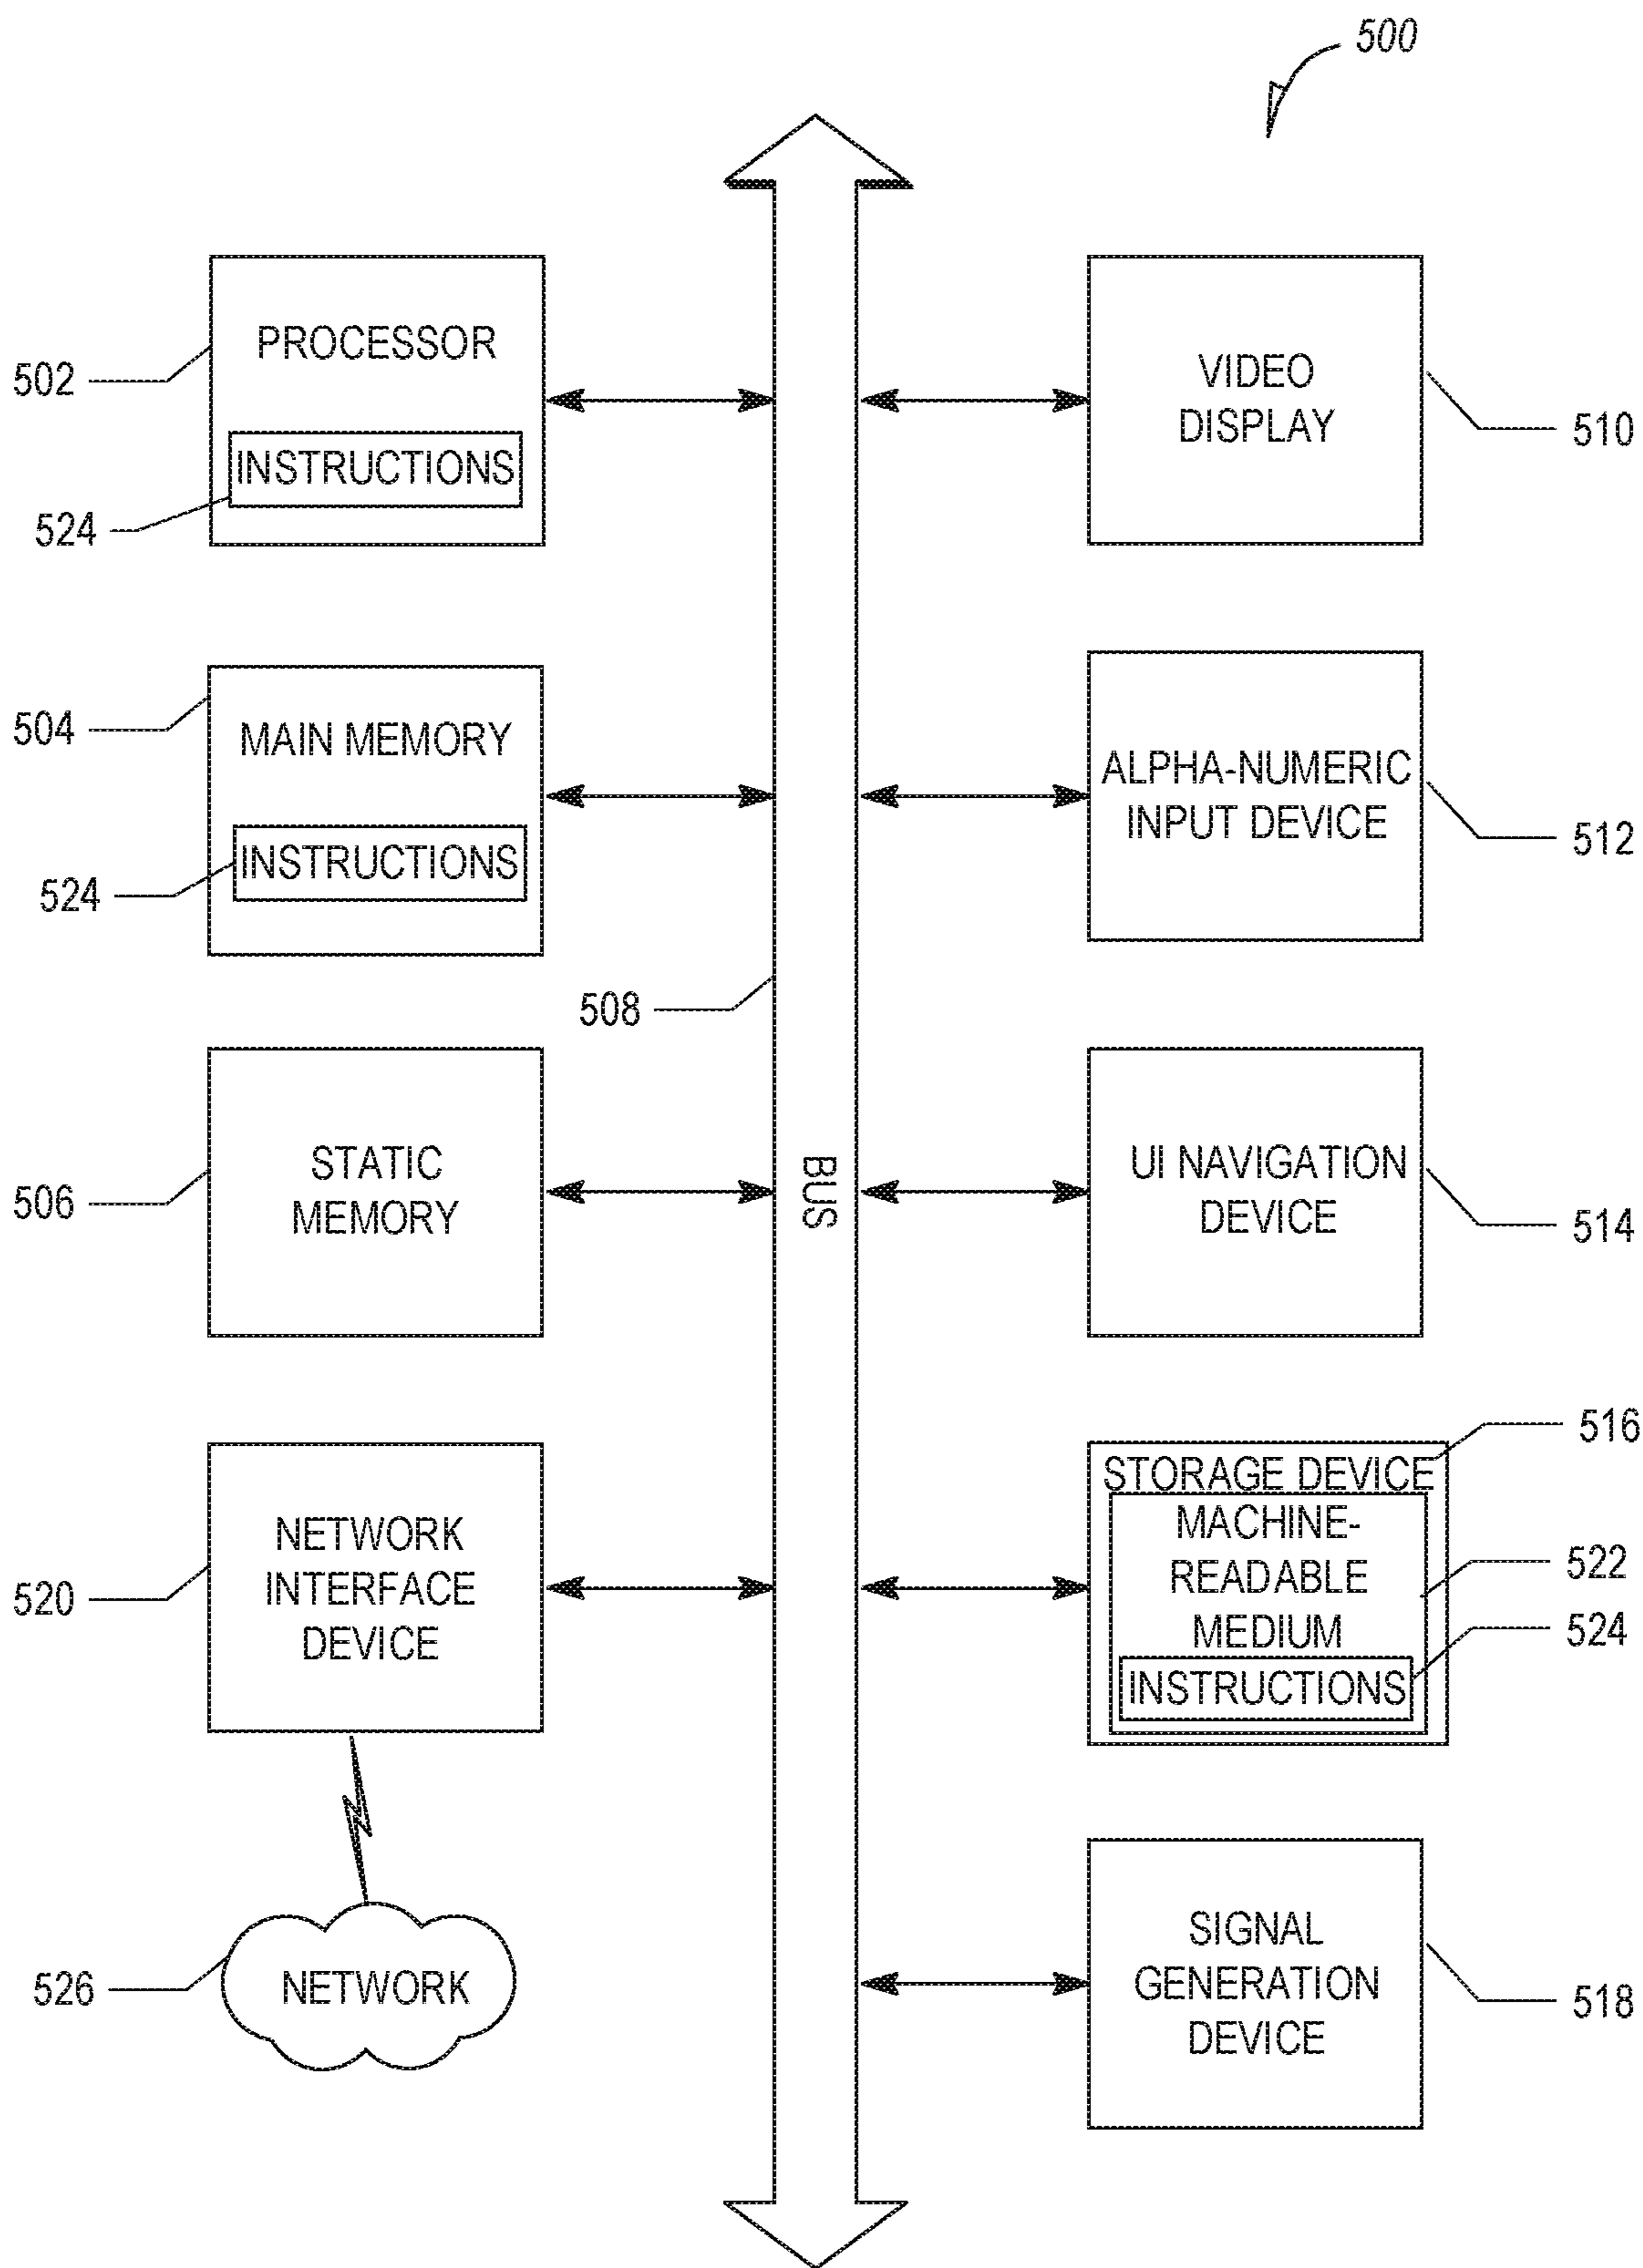 500
PROCESSOR
502
INSTRUCTIONS
524
VIDEO
DISPLAY
510
504
MAIN MEMORY
INSTRUCTIONS
524
ALPHA-NUMERIC
INPUT DEVICE
512
508
BUS
STATIC
MEMORY
506
UI NAVIGATION
DEVICE
514
NETWORK
INTERFACE
DEVICE
520
516
STORAGE DEVICE
MACHINE-
READABLE
MEDIUM
522
524
INSTRUCTIONS
526
NETWORK
SIGNAL
GENERATION
DEVICE
518